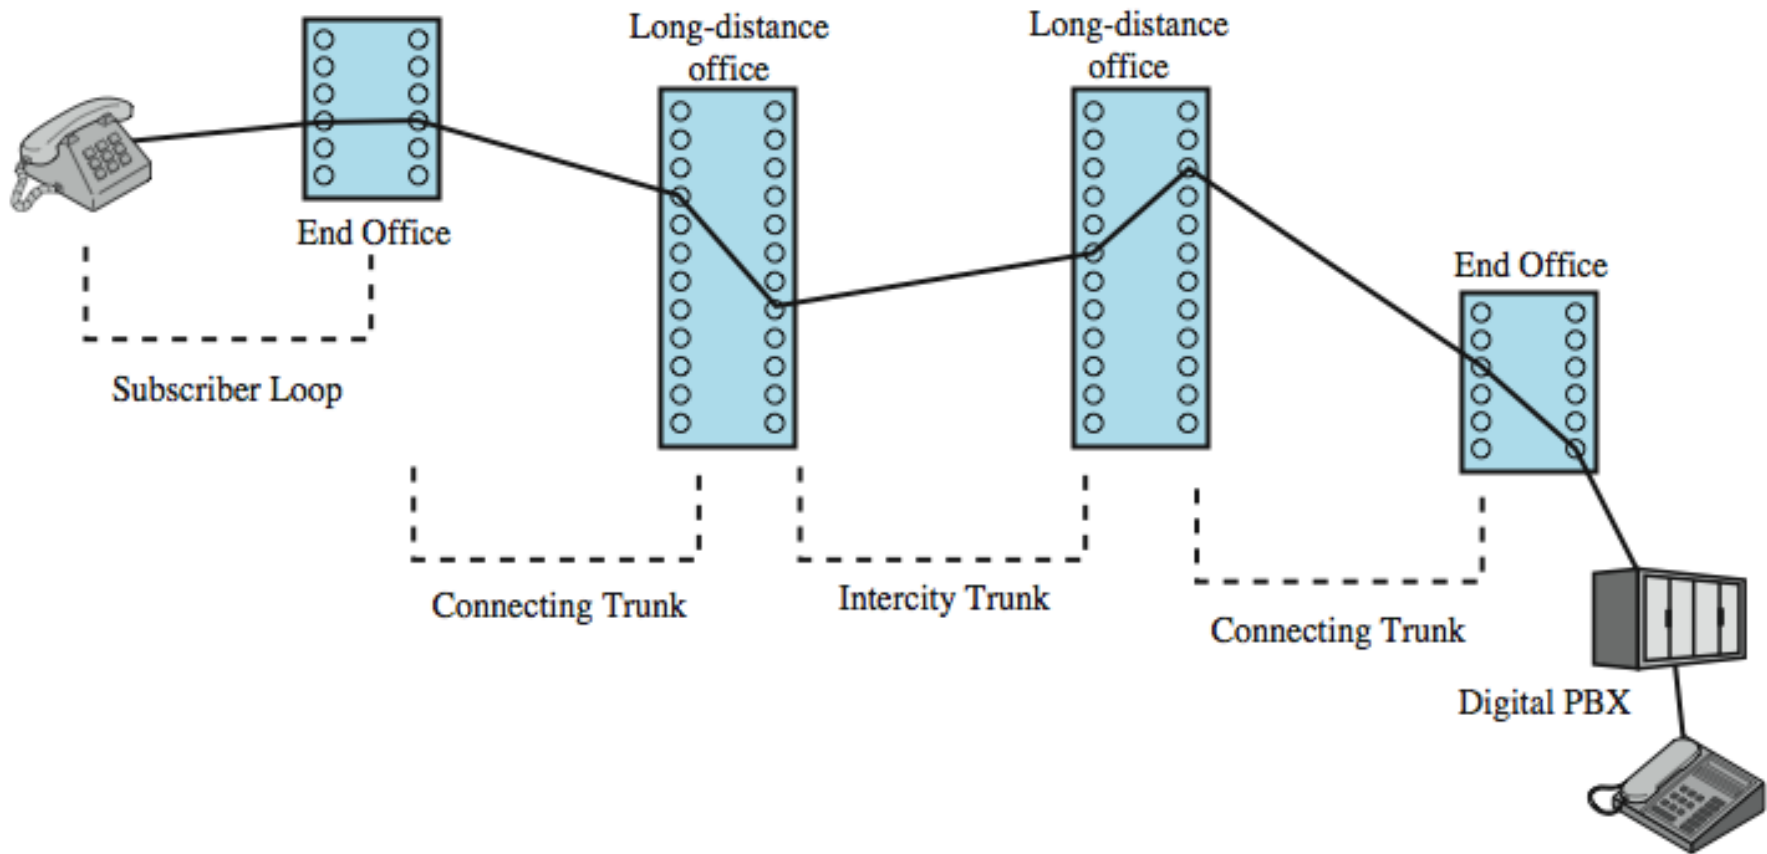 Long-distance
office
Long-distance
office
End Office
End Office
Subscriber Loop
Connecting Trunk
Intercity Trunk
Connecting Trunk
Digital PBX